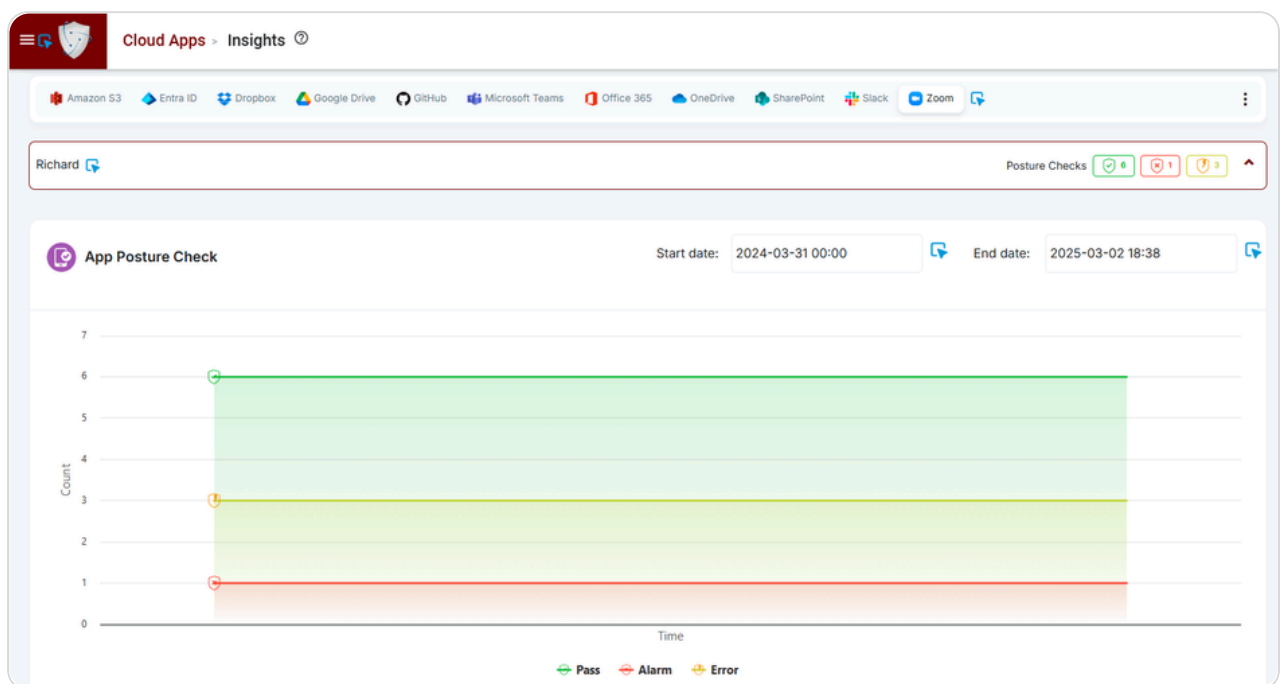 Cloud Apps > Insights ?
Amazon S3 Entra ID Dropbox Google Drive GitHub Microsoft Teams Office 365 OneDrive SharePoint Slack Zoom
Richard Posture Checks 6 1 3
App Posture Check Start date: 2024-03-31 00:00 End date: 2025-03-02 18:38
7
6
5
4
3
2
1
0
Count
Time
Pass Alarm Error